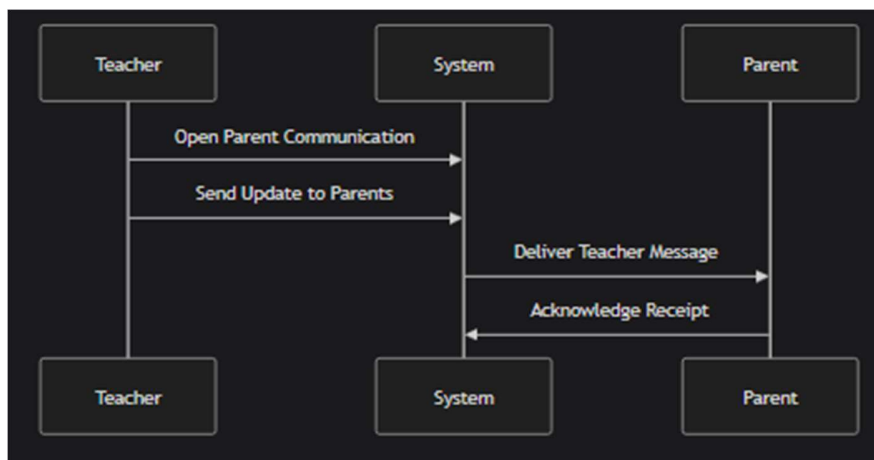 Teacher
System
Parent
Open Parent Communication
Send Update to Parents
Deliver Teacher Message
Acknowledge Receipt
Teacher
System
Parent